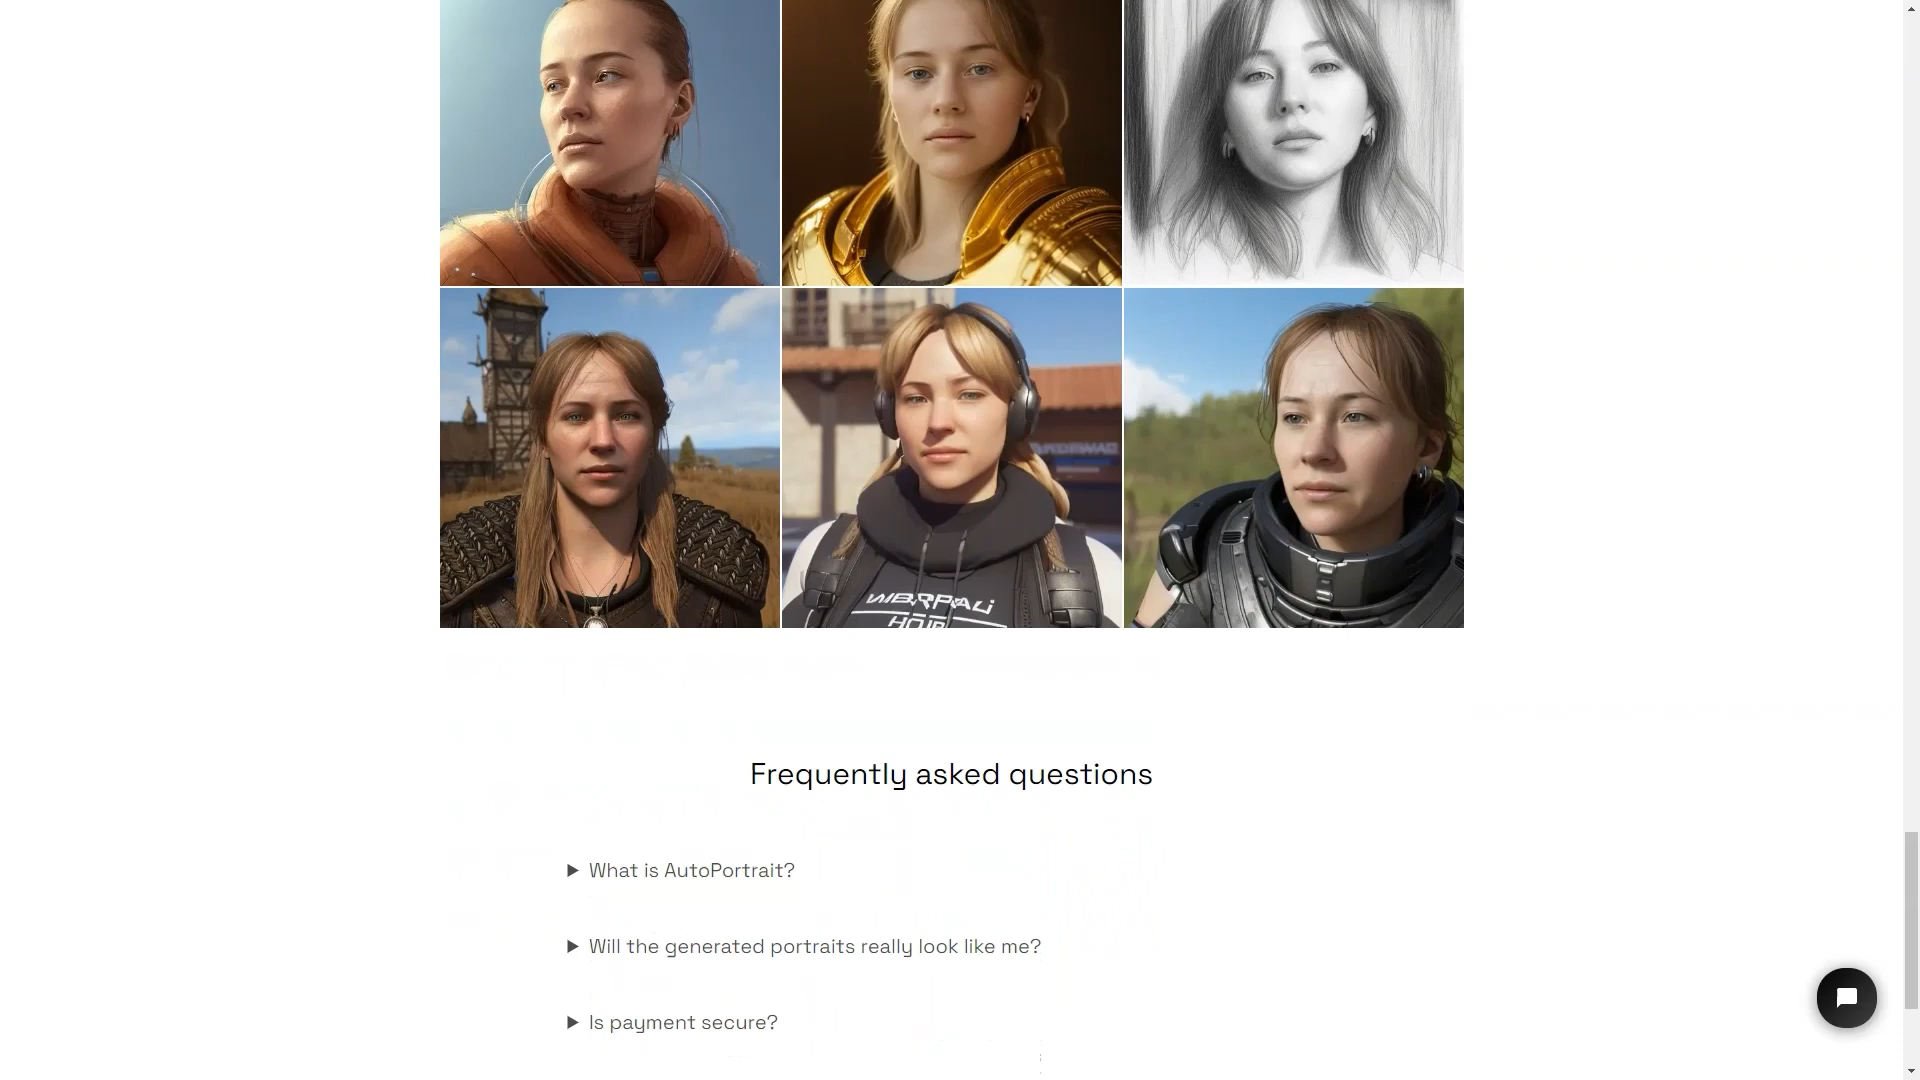 Frequently asked questions
What is AutoPortrait?
Will the generated portraits really look like me?
Is payment secure?